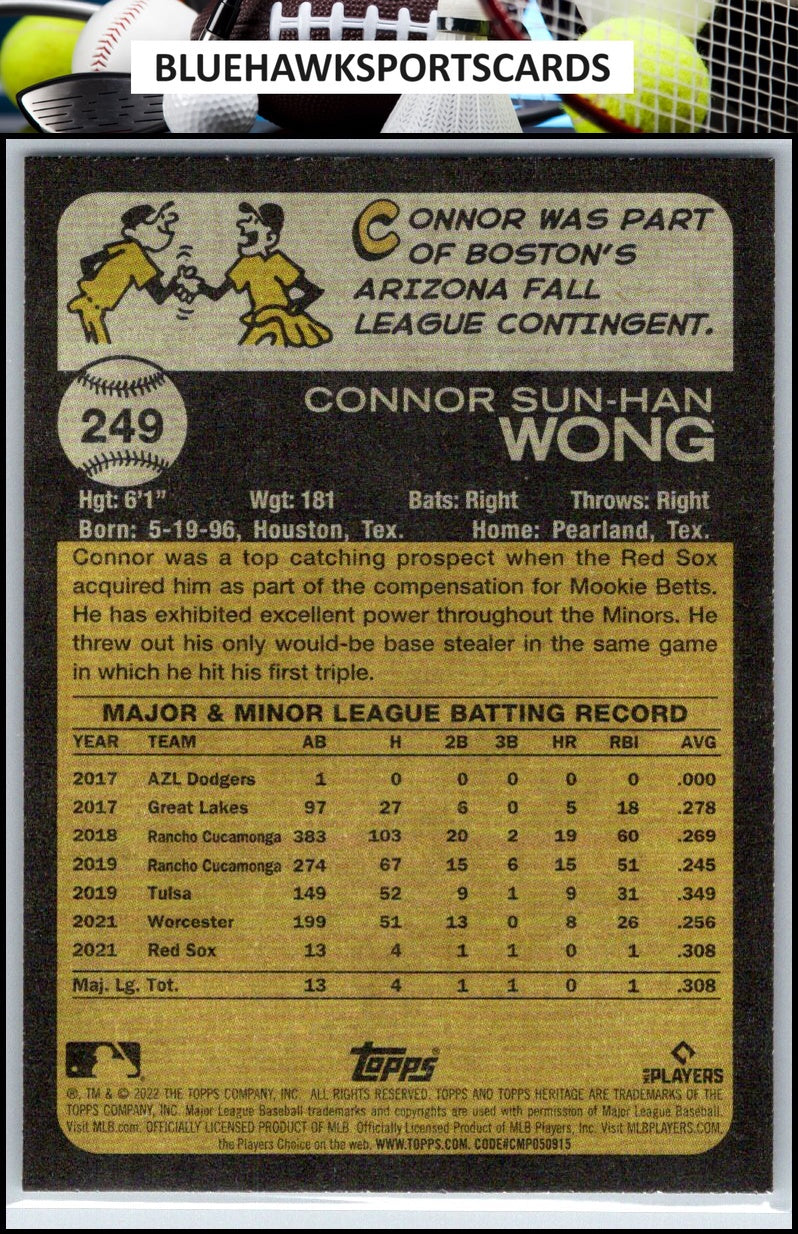 BLUEHAWKSPORTSCARDS
CONNOR WAS PART
OF BOSTON'S
ARIZONA FALL
LEAGUE CONTINGENT.
249
CONNOR SUN-HAN
WONG
Hgt: 6'1" Wgt: 181 Bats: Right Throws: Right
Born: 5-19-96, Houston, Tex. Home: Pearland, Tex.
Connor was a top catching prospect when the Red Sox
acquired him as part of the compensation for Mookie Betts.
He has exhibited excellent power throughout the Minors. He
threw out his only would-be base stealer in the same game
in which he hit his first triple.
MAJOR & MINOR LEAGUE BATTING RECORD
YEAR TEAM AB H 2B 3B HR RBI AVG
2017 AZL Dodgers 1 0 0 0 0 0 .000
2017 Great Lakes 97 27 6 0 5 18 .278
2018 Rancho Cucamonga 383 103 20 2 19 60 .269
2019 Rancho Cucamonga 274 67 15 6 15 51 .245
2019 Tulsa 149 52 9 1 9 31 .349
2021 Worcester 199 51 13 0 8 26 .256
2021 Red Sox 13 4 1 1 0 1 .308
Maj. Lg. Tot. 13 4 1 1 0 1 .308
Topps
MLB PLAYERS
®, TM & © 2022 THE TOPPS COMPANY, INC. ALL RIGHTS RESERVED. TOPPS AND TOPPS HERITAGE ARE TRADEMARKS OF THE
TOPPS COMPANY, INC. Major League Baseball trademarks and copyrights are used with permission of Major League Baseball.
Visit MLB.com. OFFICIALLY LICENSED PRODUCT OF MLB Officially Licensed Product of MLB Players, Inc. Visit MLBPLAYERS.COM,
the Players Choice on the web. WWW.TOPPS.COM. CODE#CMP050915